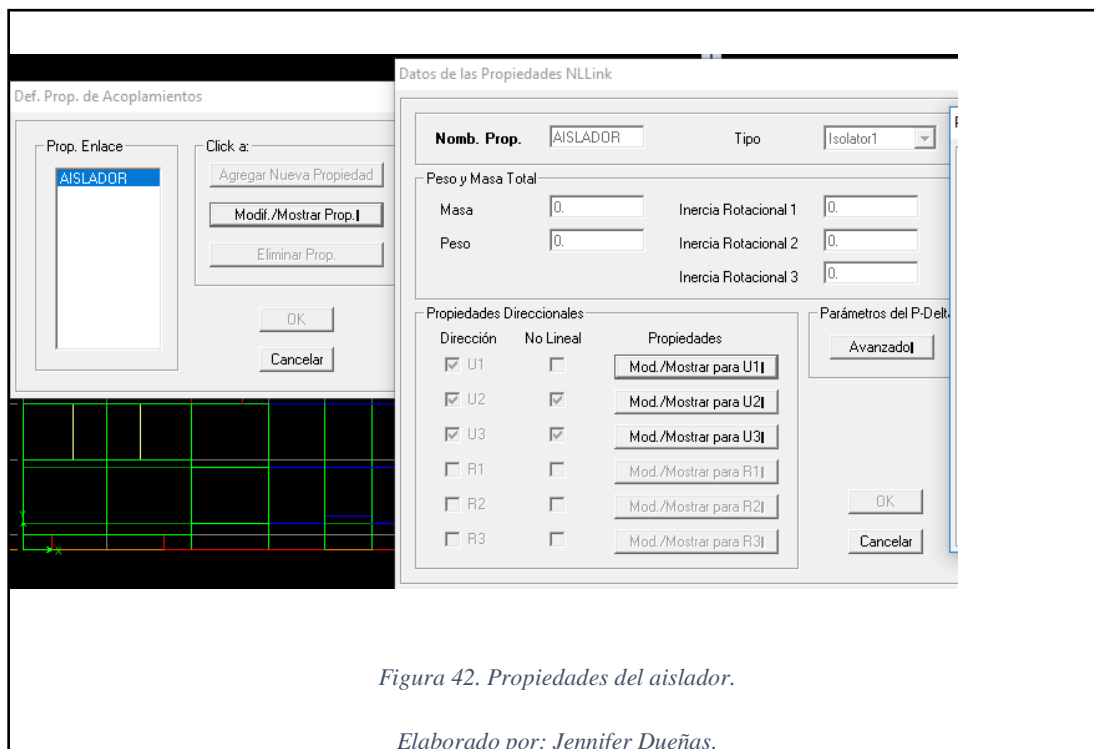 Def. Prop. de Acoplamientos
Prop. Enlace
AISLADOR
Click a:
Agregar Nueva Propiedad
Modif./Mostrar Prop.
Eliminar Prop.
OK
Cancelar
Y
X
Datos de las Propiedades NLLink
Nomb. Prop. AISLADOR Tipo Isolator1
Peso y Masa Total
Masa 0. Inercia Rotacional 1 0.
Peso 0. Inercia Rotacional 2 0.
Inercia Rotacional 3 0.
Propiedades Direccionales
Dirección No Lineal Propiedades
U1 Mod./Mostrar para U1
U2 Mod./Mostrar para U2
U3 Mod./Mostrar para U3
R1 Mod./Mostrar para R1
R2 Mod./Mostrar para R2
R3 Mod./Mostrar para R3
Parámetros del P-Delt
Avanzado
OK
Cancelar
Figura 42. Propiedades del aislador.
Elaborado por: Jennifer Dueñas.